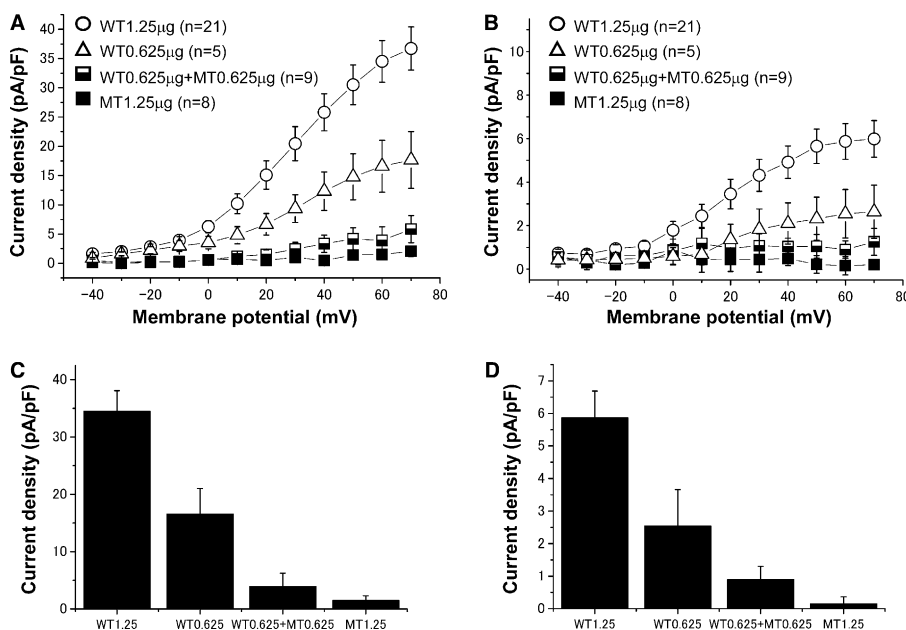 A
WT1.25μg (n=21)
WT0.625μg (n=5)
WT0.625μg+MT0.625μg (n=9)
MT1.25μg (n=8)
Current density (pA/pF)
40
35
30
25
20
15
10
5
0
−40 −20 0 20 40 60 80
Membrane potential (mV)
B
WT1.25μg (n=21)
WT0.625μg (n=5)
WT0.625μg+MT0.625μg (n=9)
MT1.25μg (n=8)
Current density (pA/pF)
10
8
6
4
2
0
−40 −20 0 20 40 60 80
Membrane potential (mV)
C
Current density (pA/pF)
40
30
20
10
0
WT1.25 WT0.625 WT0.625+MT0.625 MT1.25
D
Current density (pA/pF)
7
6
5
4
3
2
1
0
WT1.25 WT0.625 WT0.625+MT0.625 MT1.25